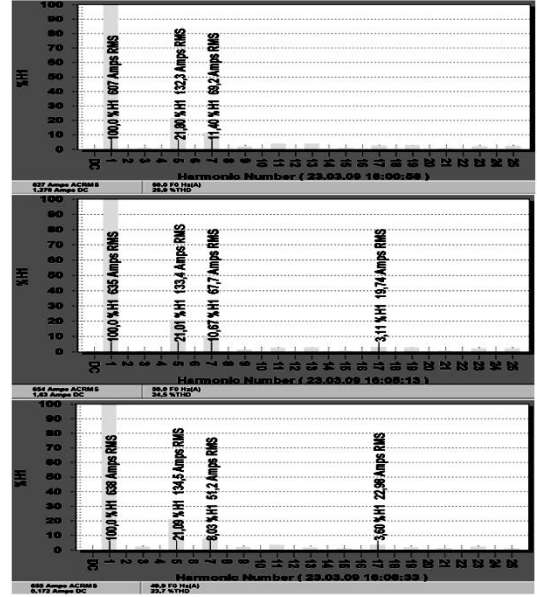 100
90
80
70
60
50
40
30
20
10
0
%H1
100,0 %H1 607 Amps RMS
21,80 %H1 132,3 Amps RMS
11,40 %H1 69,2 Amps RMS
DC 1 2 3 4 5 6 7 8 9 10 11 12 13 14 15 16 17 18 19 20 21 22 23 24 25
Harmonic Number ( 23.03.09 16:00:56 )
627 Amps ACRMS
50,0 F0 Hz(A)
1,276 Amps DC
25,0 %THD
100
90
80
70
60
50
40
30
20
10
0
%H1
100,0 %H1 635 Amps RMS
21,01 %H1 133,4 Amps RMS
10,67 %H1 67,7 Amps RMS
3,11 %H1 19,74 Amps RMS
DC 1 2 3 4 5 6 7 8 9 10 11 12 13 14 15 16 17 18 19 20 21 22 23 24 25
Harmonic Number ( 23.03.09 16:05:13 )
654 Amps ACRMS
50,0 F0 Hz(A)
1,63 Amps DC
24,5 %THD
100
90
80
70
60
50
40
30
20
10
0
%H1
100,0 %H1 638 Amps RMS
21,09 %H1 134,5 Amps RMS
8,03 %H1 51,2 Amps RMS
3,60 %H1 22,98 Amps RMS
DC 1 2 3 4 5 6 7 8 9 10 11 12 13 14 15 16 17 18 19 20 21 22 23 24 25
Harmonic Number ( 23.03.09 16:08:33 )
Amps ACRMS
49,9 F0 Hz(A)
0,172 Amps DC
23,7 %THD